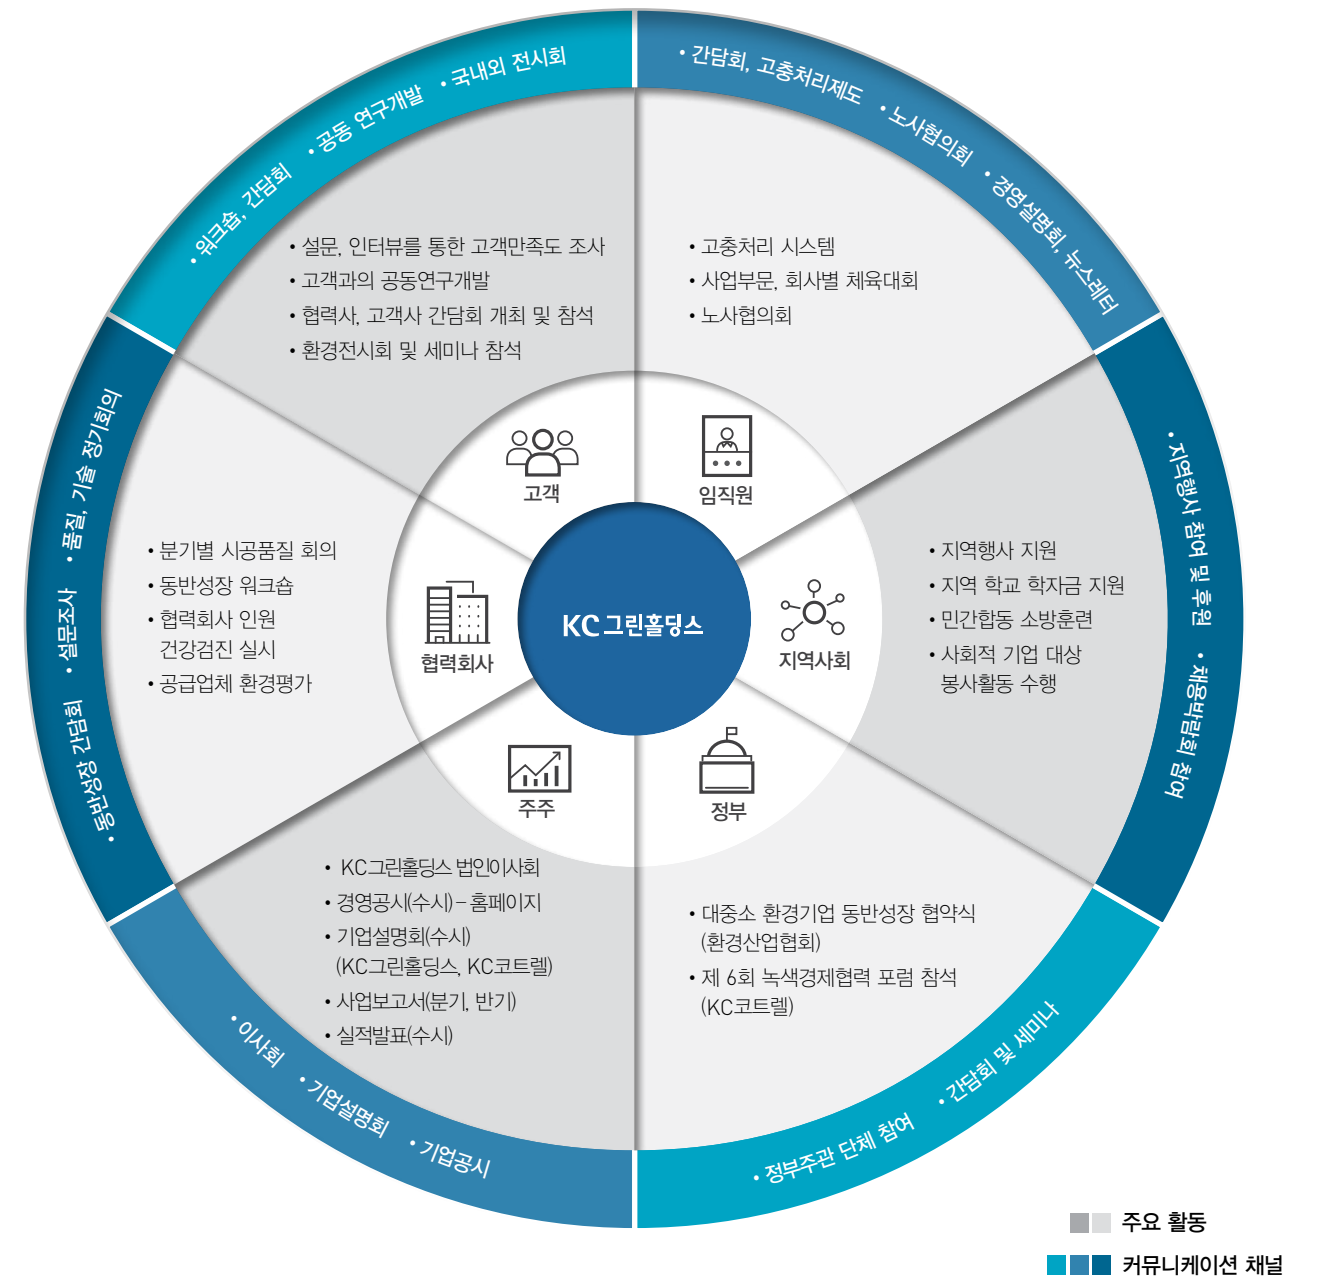 • 워크숍, 간담회
• 공동 연구개발
• 국내외 전시회
• 설문, 인터뷰를 통한 고객만족도 조사
• 고객과의 공동연구개발
• 협력사, 고객사 간담회 개최 및 참석
• 환경전시회 및 세미나 참석
고객
• 간담회, 고충처리제도
• 노사협의회
• 경영설명회, 뉴스레터
• 고충처리 시스템
• 사업부문, 회사별 체육대회
• 노사협의회
임직원
• 지역행사 참여 및 후원
• 채용박람회 참여
• 지역행사 지원
• 지역 학교 학자금 지원
• 민간합동 소방훈련
• 사회적 기업 대상
봉사활동 수행
지역사회
KC그린홀딩스
• 동반성장 간담회
• 설문조사
• 품질, 기술 정기회의
• 분기별 시공품질 회의
• 동반성장 워크숍
• 협력회사 인원
건강검진 실시
• 공급업체 환경평가
협력회사
주주
• KC그린홀딩스 법인이사회
• 경영공시(수시) – 홈페이지
• 기업설명회(수시)
(KC그린홀딩스, KC코트렐)
• 사업보고서(분기, 반기)
• 실적발표(수시)
• 이사회
• 기업설명회
• 기업공시
정부
• 대중소 환경기업 동반성장 협약식
(환경산업협회)
• 제 6회 녹색경제협력 포럼 참석
(KC코트렐)
• 정부주관 단체 참여
• 간담회 및 세미나
주요 활동
커뮤니케이션 채널